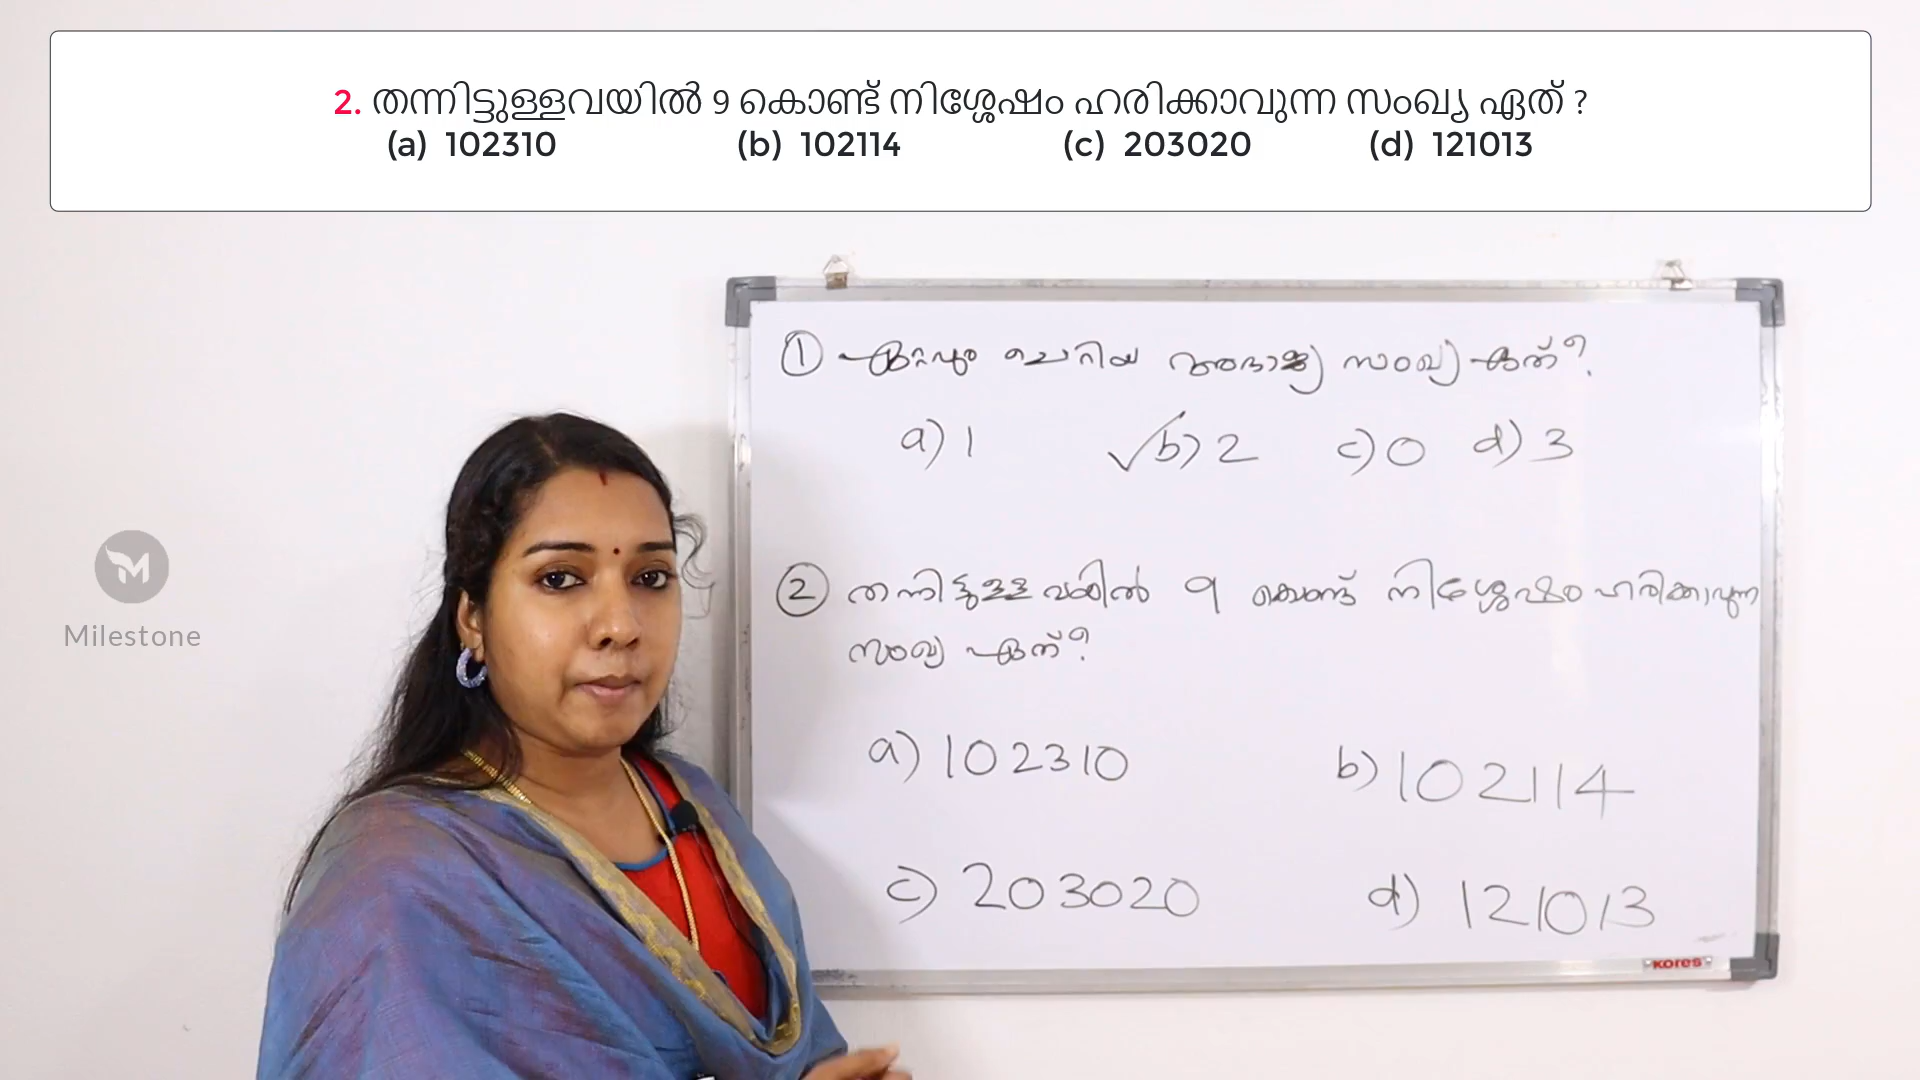 2. തന്നിട്ടുള്ളവയിൽ 9 കൊണ്ട് നിശ്ശേഷം ഹരിക്കാവുന്ന സംഖ്യ ഏത് ?
(a) 102310 (b) 102114 (c) 203020 (d) 121013
① ഏറ്റവും ചെറിയ അഭാജ്യ സംഖ്യ ഏത്?
a) 1 ✓b) 2 c) 0 d) 3
② തന്നിട്ടുള്ളവയിൽ 9 കൊണ്ട് നിശ്ശേഷം ഹരിക്കാവുന്ന
സംഖ്യ ഏത്?
a) 102310 b) 102114
c) 203020 d) 121013
kores
Milestone